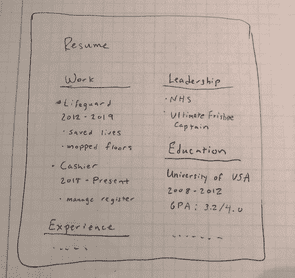 Resume
Work
Lifeguard
2012 - 2019
saved lives
mopped floors
Cashier
Present
manage register
Experience
Leadership
NHS
Ultimate Frisbee
Captain
Education
University of USA
2008 - 2012
GPA: 3.2/4.0